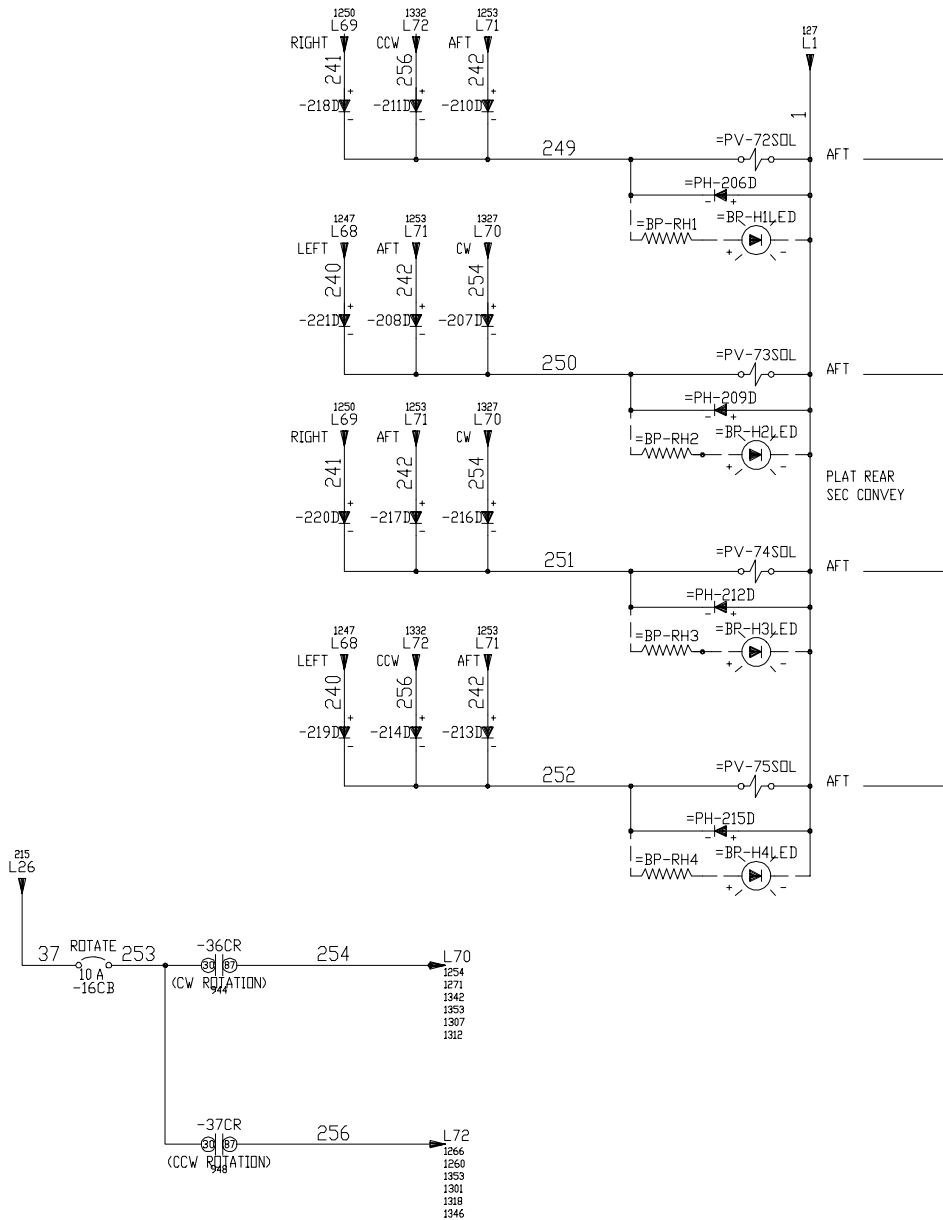 1250 1332 1253
L69 L72 L71
127
L1
RIGHT CCW AFT
241 256 242
+ + +
-218D -211D -210D
- - -
1
249
=PV-72SOL
AFT
=PH-206D
- +
=BP-RH1
=BP-H1LED
+ -
1247 1253 1327
L68 L71 L70
LEFT AFT CW
240 242 254
+ + +
-221D -208D -207D
- - -
250
=PV-73SOL
AFT
=PH-209D
- +
=BP-RH2
=BP-H2LED
+ -
1250 1253 1327
L69 L71 L70
RIGHT AFT CW
241 242 254
PLAT REAR
SEC CONVEY
+ + +
-220D -217D -216D
- - -
251
=PV-74SOL
AFT
=PH-212D
- +
=BP-RH3
=BP-H3LED
+ -
1247 1332 1253
L68 L72 L71
LEFT CCW AFT
240 256 242
+ + +
-219D -214D -213D
- - -
252
=PV-75SOL
AFT
=PH-215D
- +
=BP-RH4
=BP-H4LED
+ -
215
L26
37 ROTATE 253
10 A
-16CB
-36CR
30 87
(CW ROTATION)
944
254
L70
1254
1271
1342
1353
1307
1312
-37CR
30 87
(CCW ROTATION)
948
256
L72
1266
1260
1353
1301
1318
1346